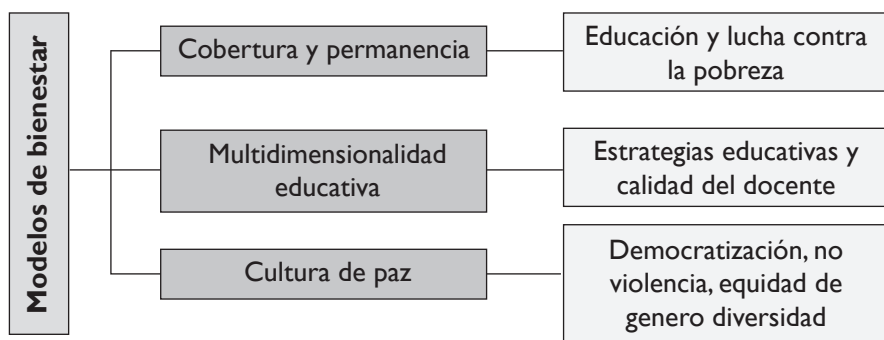 Modelos de bienestar
Cobertura y permanencia
Educación y lucha contra
la pobreza
Multidimensionalidad
educativa
Estrategias educativas y
calidad del docente
Cultura de paz
Democratización, no
violencia, equidad de
genero diversidad